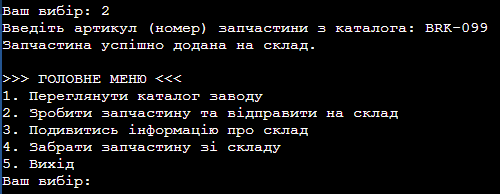 Ваш вибір: 2
Введіть артикул (номер) запчастини з каталога: BRK-099
Запчастина успішно додана на склад.
>>> ГОЛОВНЕ МЕНЮ <<<
1. Переглянути каталог заводу
2. Зробити запчастину та відправити на склад
3. Подивитись інформацію про склад
4. Забрати запчастину зі складу
5. Вихід
Ваш вибір: